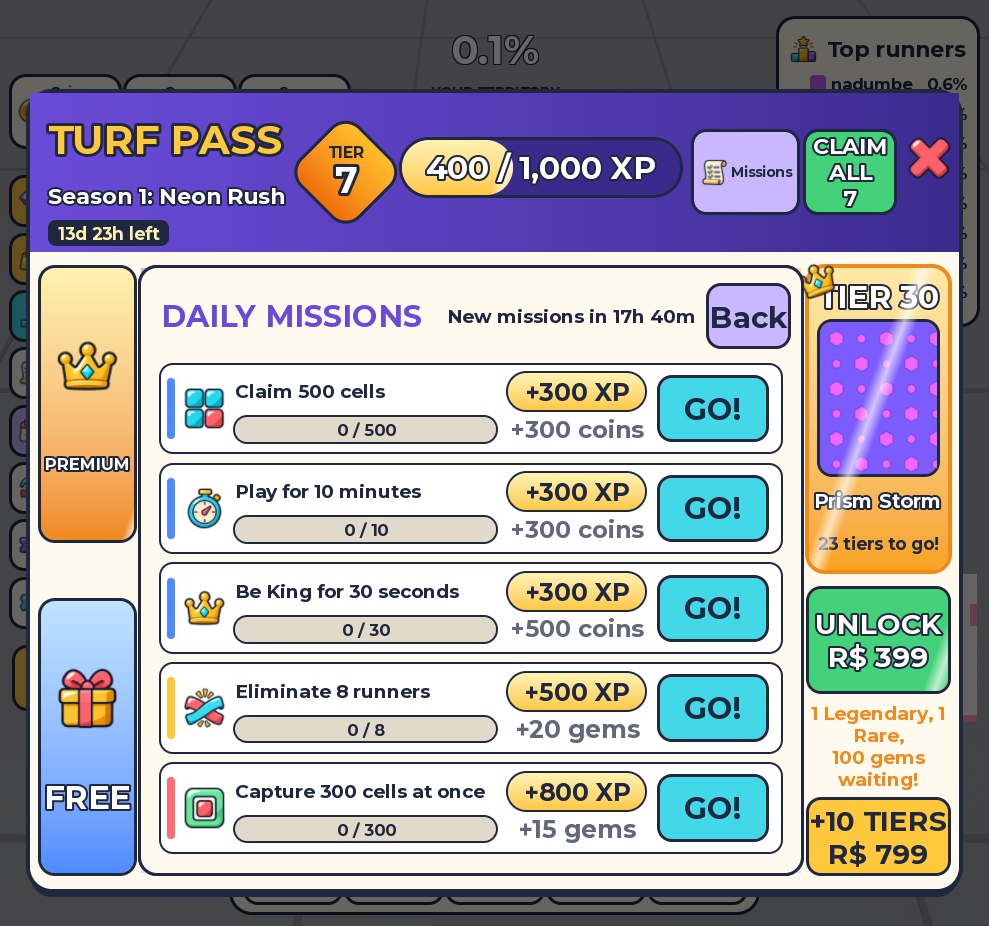 0.1%
Top runners
nadumbe 0.6%
TURF PASS
Season 1: Neon Rush
13d 23h left
TIER
7
400 / 1,000 XP
Missions
CLAIM
ALL
7
PREMIUM
FREE
DAILY MISSIONS
New missions in 17h 40m
Back
Claim 500 cells
0 / 500
+300 XP
+300 coins
GO!
Play for 10 minutes
0 / 10
+300 XP
+300 coins
GO!
Be King for 30 seconds
0 / 30
+300 XP
+500 coins
GO!
Eliminate 8 runners
0 / 8
+500 XP
+20 gems
GO!
Capture 300 cells at once
0 / 300
+800 XP
+15 gems
GO!
TIER 30
Prism Storm
23 tiers to go!
UNLOCK
R$ 399
1 Legendary, 1
Rare,
100 gems
waiting!
+10 TIERS
R$ 799